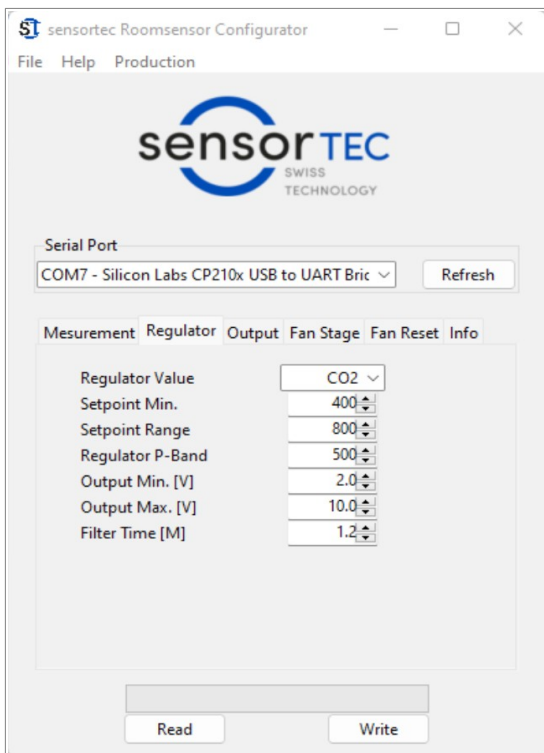 ST sensortec Roomsensor Configurator
File Help Production
sensorTEC
SWISS
TECHNOLOGY
Serial Port
COM7 - Silicon Labs CP210x USB to UART Bric
Refresh
Mesurement Regulator Output Fan Stage Fan Reset Info
Regulator Value CO2
Setpoint Min. 400
Setpoint Range 800
Regulator P-Band 500
Output Min. [V] 2.0
Output Max. [V] 10.0
Filter Time [M] 1.2
Read Write